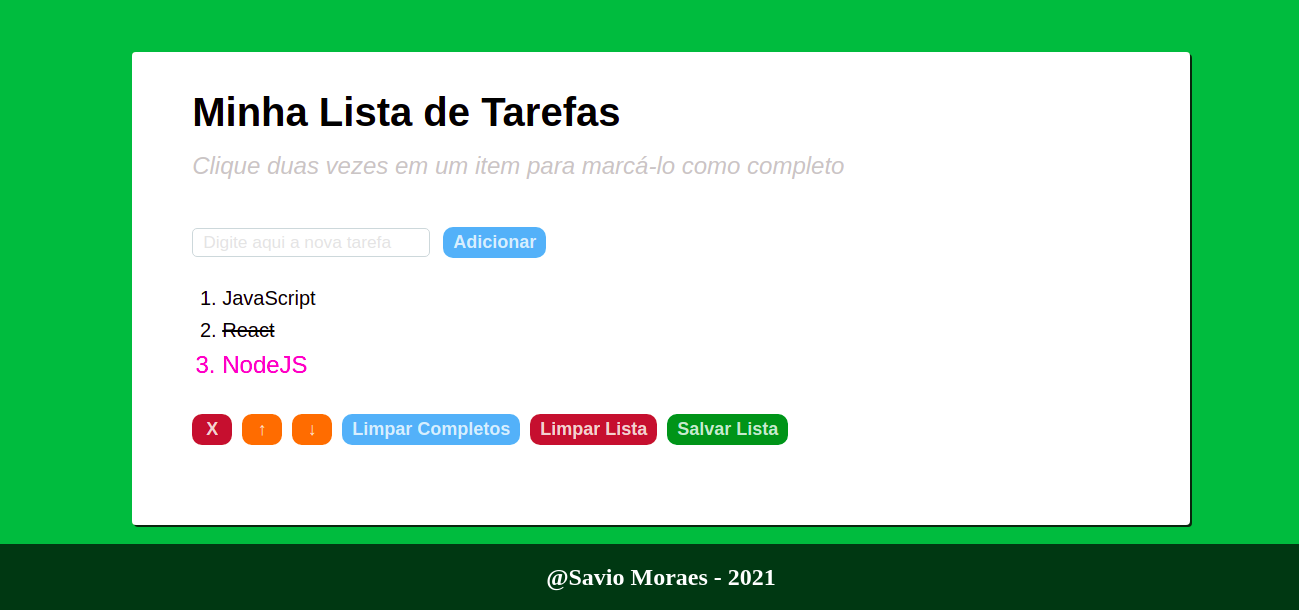 Minha Lista de Tarefas
Clique duas vezes em um item para marcá-lo como completo
Digite aqui a nova tarefa Adicionar
1. JavaScript
2. React
3. NodeJS
X ↑ ↓ Limpar Completos Limpar Lista Salvar Lista
@Savio Moraes - 2021